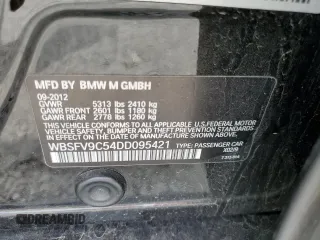 MFD BY BMW M GMBH
09-2012
GVWR 5313 lbs 2410 kg
GAWR FRONT 2601 lbs 1180 kg
GAWR REAR 2778 lbs 1260 kg
THIS VEHICLE CONFORMS TO ALL APPLICABLE U.S. FEDERAL MOTOR
VEHICLE SAFETY, BUMPER, AND THEFT PREVENTION STANDARDS IN
EFFECT ON THE DATE OF MANUFACTURE SHOWN ABOVE.
WBSFV9C54DD095421 TYPE: PASSENGER CAR
IDEAMBID